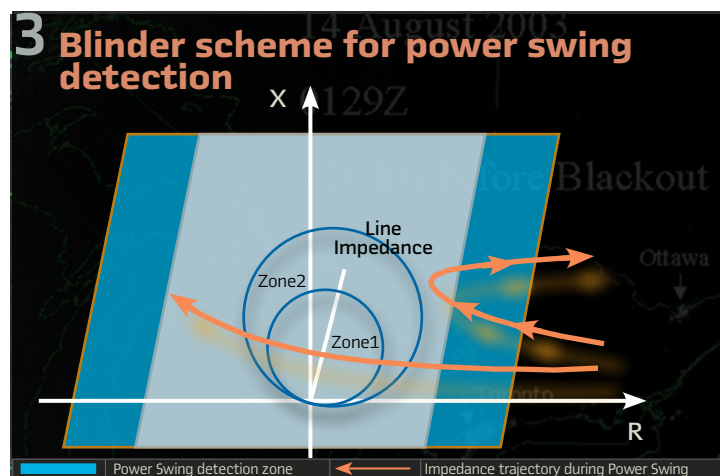 3
Blinder scheme for power swing
detection
14 August 2003
0129Z
Before Blackout
Ottawa
Toronto
X
Line
Impedance
Zone2
Zone1
R
Power Swing detection zone
Impedance trajectory during Power Swing